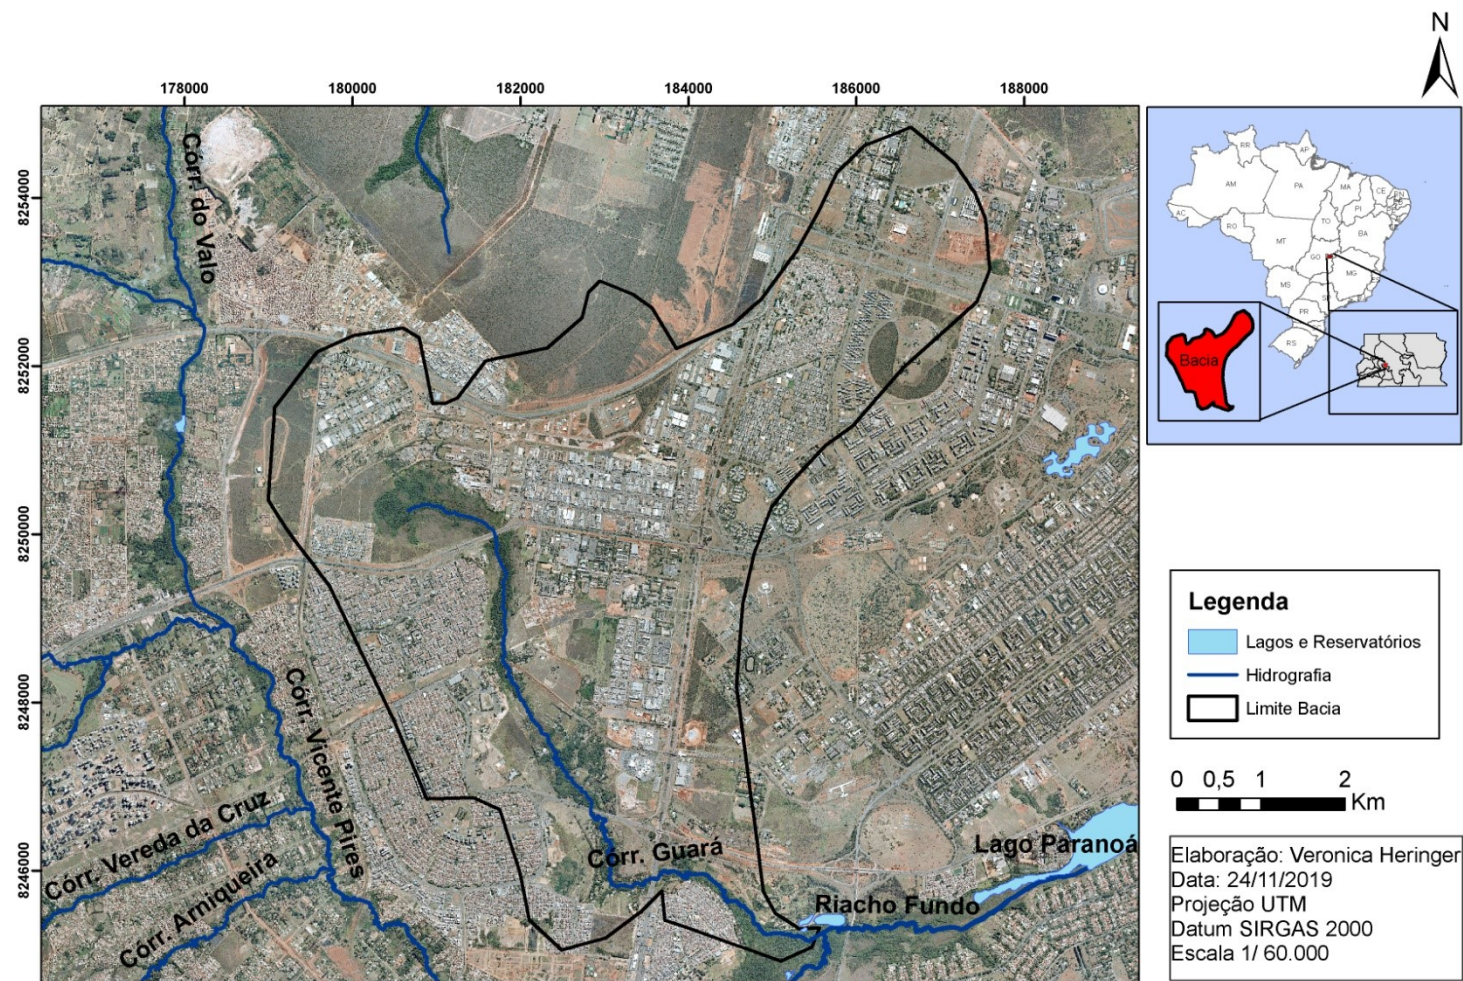 N
178000
180000
182000
184000
186000
188000
8254000
8252000
8250000
8248000
8246000
Córr. do Valo
Córr. Vicente Pires
Córr. Vereda da Cruz
Córr. Arniqueira
Córr. Guará
Riacho Fundo
Lago Paranoá
RR
AP
AM
PA
MA
CE
RN
PI
AC
RO
TO
BA
MT
GO
MG
MS
PR
RS
Bacia
Legenda
Lagos e Reservatórios
Hidrografia
Limite Bacia
0 0,5 1 2
Km
Elaboração: Veronica Heringer
Data: 24/11/2019
Projeção UTM
Datum SIRGAS 2000
Escala 1/ 60.000